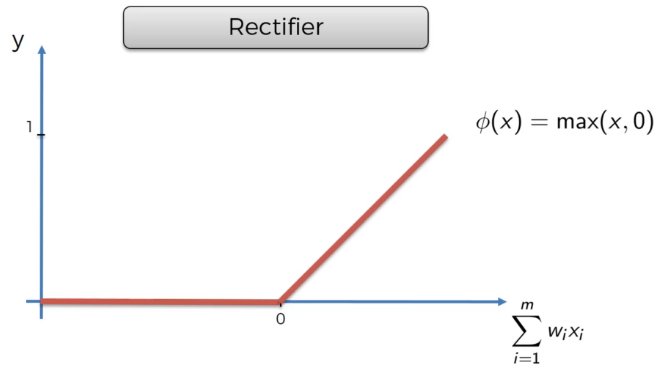 Rectifier
y
1
ϕ(x) = max(x, 0)
0
m
∑ wᵢxᵢ
i=1